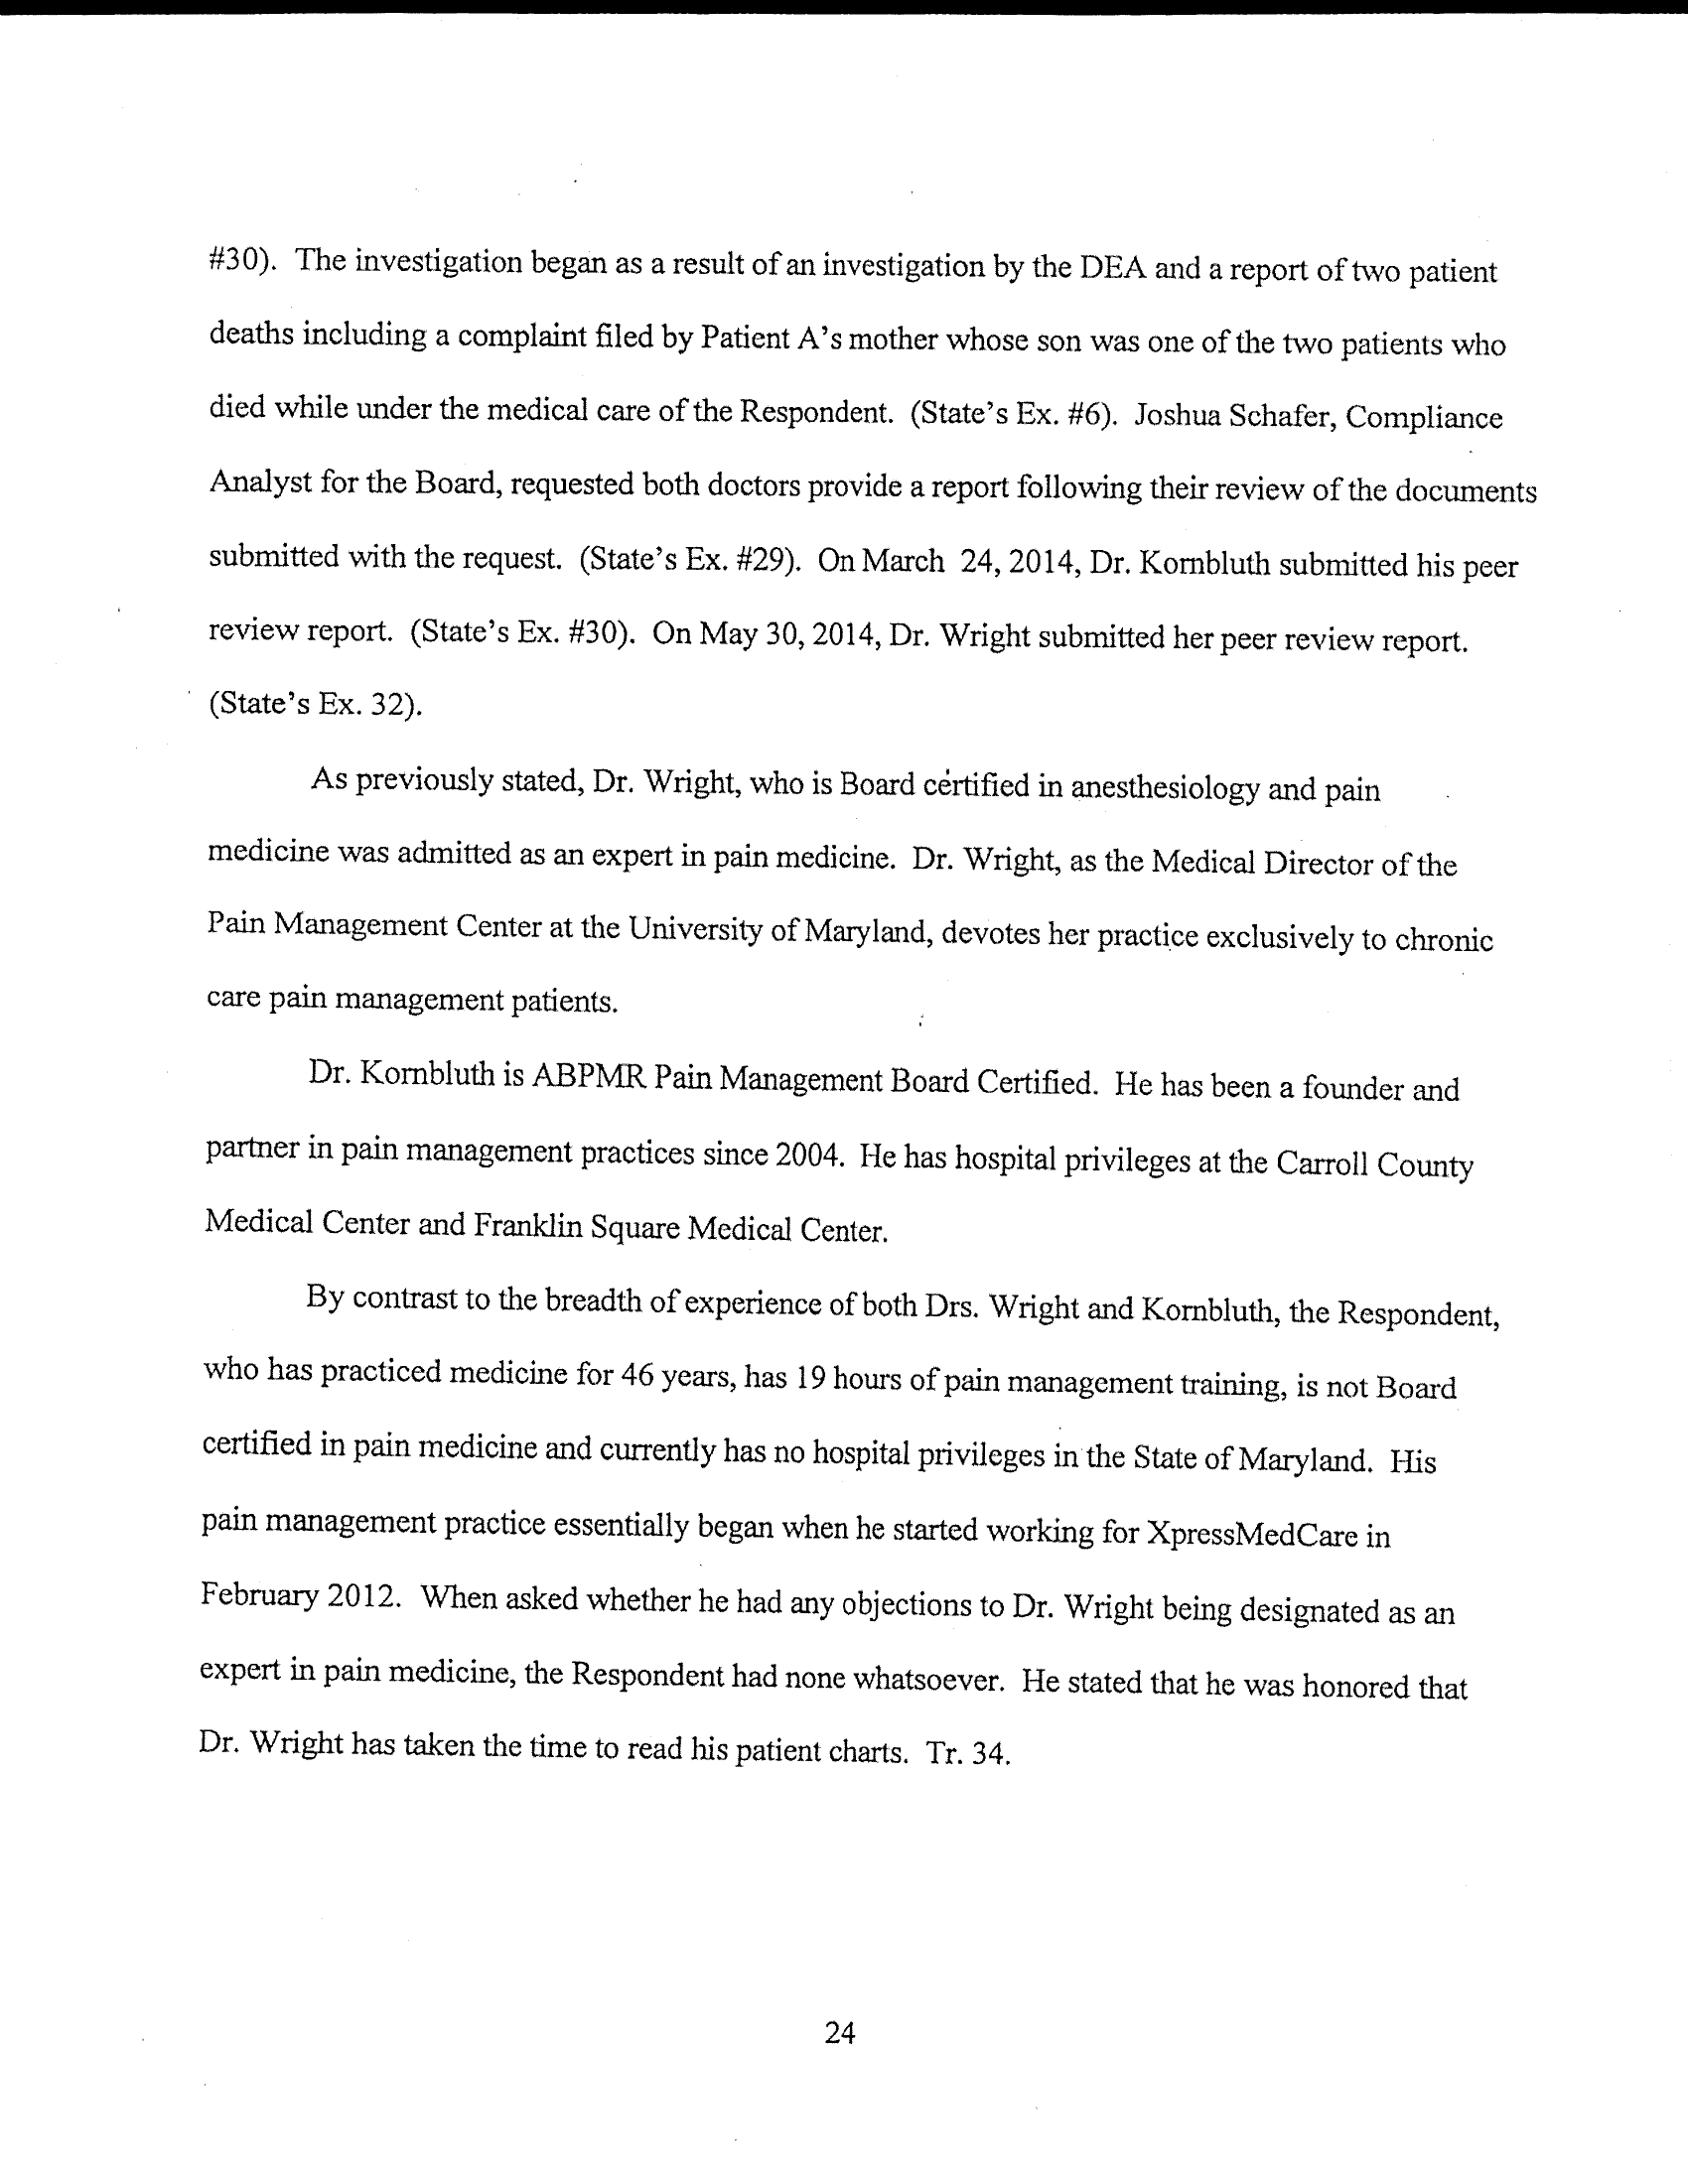 #30). The investigation began as a result of an investigation by the DEA and a report of two patient
deaths including a complaint filed by Patient A's mother whose son was one of the two patients who
died while under the medical care of the Respondent. (State's Ex. #6). Joshua Schafer, Compliance
Analyst for the Board, requested both doctors provide a report following their review of the documents
submitted with the request. (State's Ex. #29). On March 24, 2014, Dr. Kornbluth submitted his peer
review report. (State's Ex. #30). On May 30, 2014, Dr. Wright submitted her peer review report.
(State's Ex. 32).
As previously stated, Dr. Wright, who is Board certified in anesthesiology and pain
medicine was admitted as an expert in pain medicine. Dr. Wright, as the Medical Director of the
Pain Management Center at the University of Maryland, devotes her practice exclusively to chronic
care pain management patients.
Dr. Kornbluth is ABPMR Pain Management Board Certified. He has been a founder and
partner in pain management practices since 2004. He has hospital privileges at the Carroll County
Medical Center and Franklin Square Medical Center.
By contrast to the breadth of experience of both Drs. Wright and Kornbluth, the Respondent,
who has practiced medicine for 46 years, has 19 hours of pain management training, is not Board
certified in pain medicine and currently has no hospital privileges in the State of Maryland. His
pain management practice essentially began when he started working for XpressMedCare in
February 2012. When asked whether he had any objections to Dr. Wright being designated as an
expert in pain medicine, the Respondent had none whatsoever. He stated that he was honored that
Dr. Wright has taken the time to read his patient charts. Tr. 34.
24